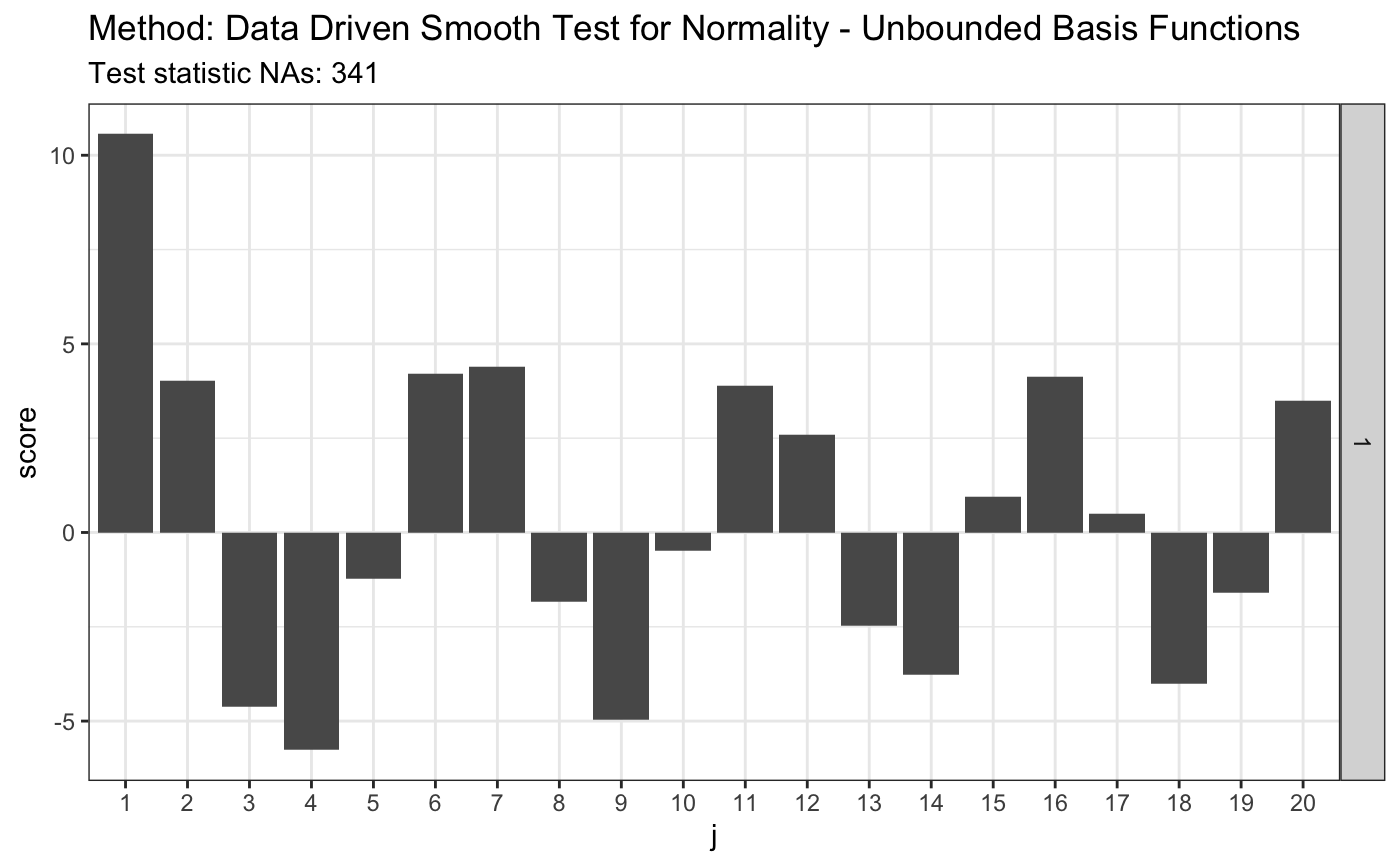 Method: Data Driven Smooth Test for Normality - Unbounded Basis Functions
Test statistic NAs: 341
10
5
0
-5
score
1
1 2 3 4 5 6 7 8 9 10 11 12 13 14 15 16 17 18 19 20
j